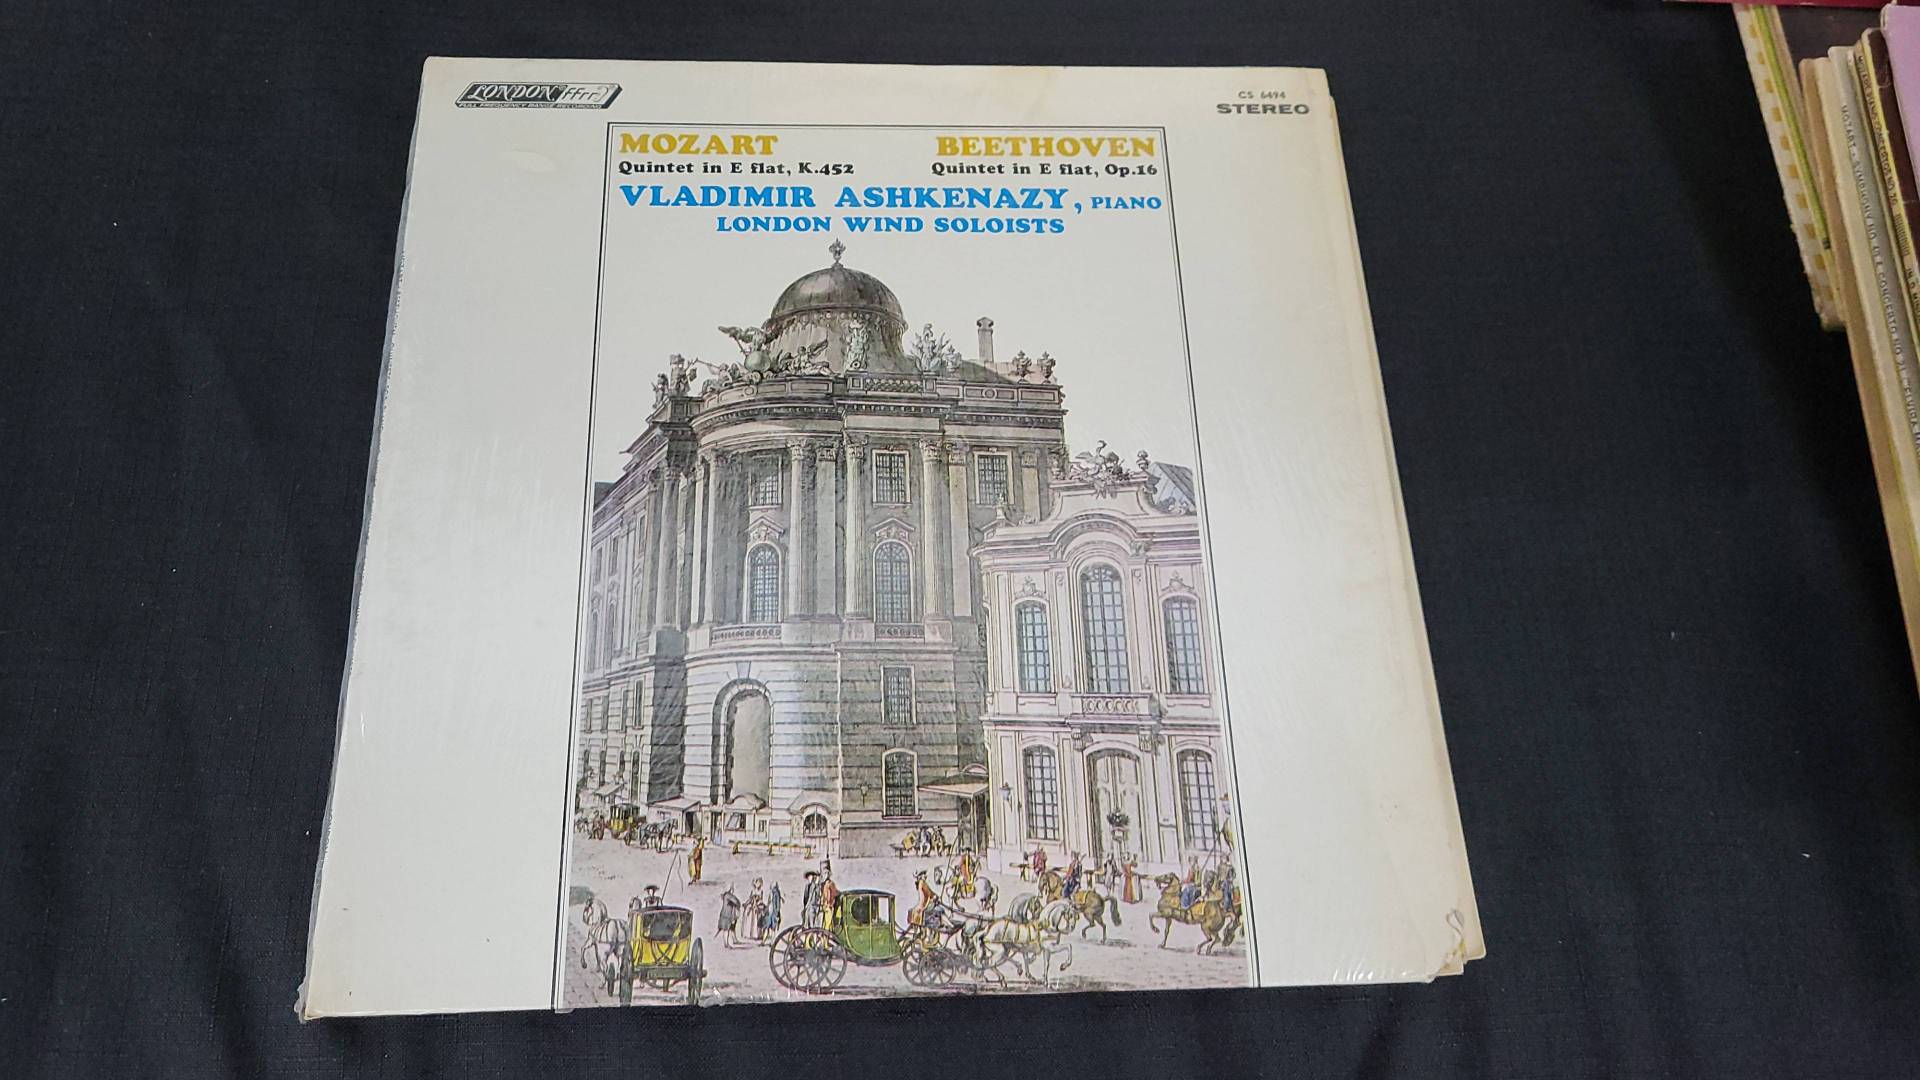 LONDON ffrr
FULL FREQUENCY RANGE RECORDING
CS 6494
STEREO
MOZART
Quintet in E flat, K.452
BEETHOVEN
Quintet in E flat, Op.16
VLADIMIR ASHKENAZY, PIANO
LONDON WIND SOLOISTS